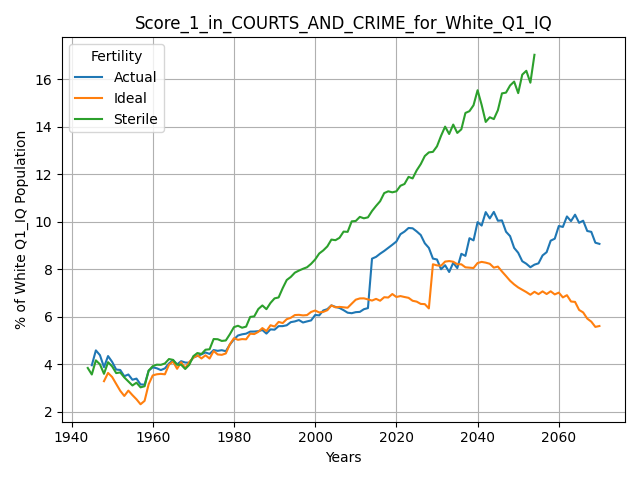 Score_1_in_COURTS_AND_CRIME_for_White_Q1_IQ
Fertility
Actual
Ideal
Sterile
% of White Q1_IQ Population
16
14
12
10
8
6
4
2
1940
1960
1980
2000
2020
2040
2060
Years